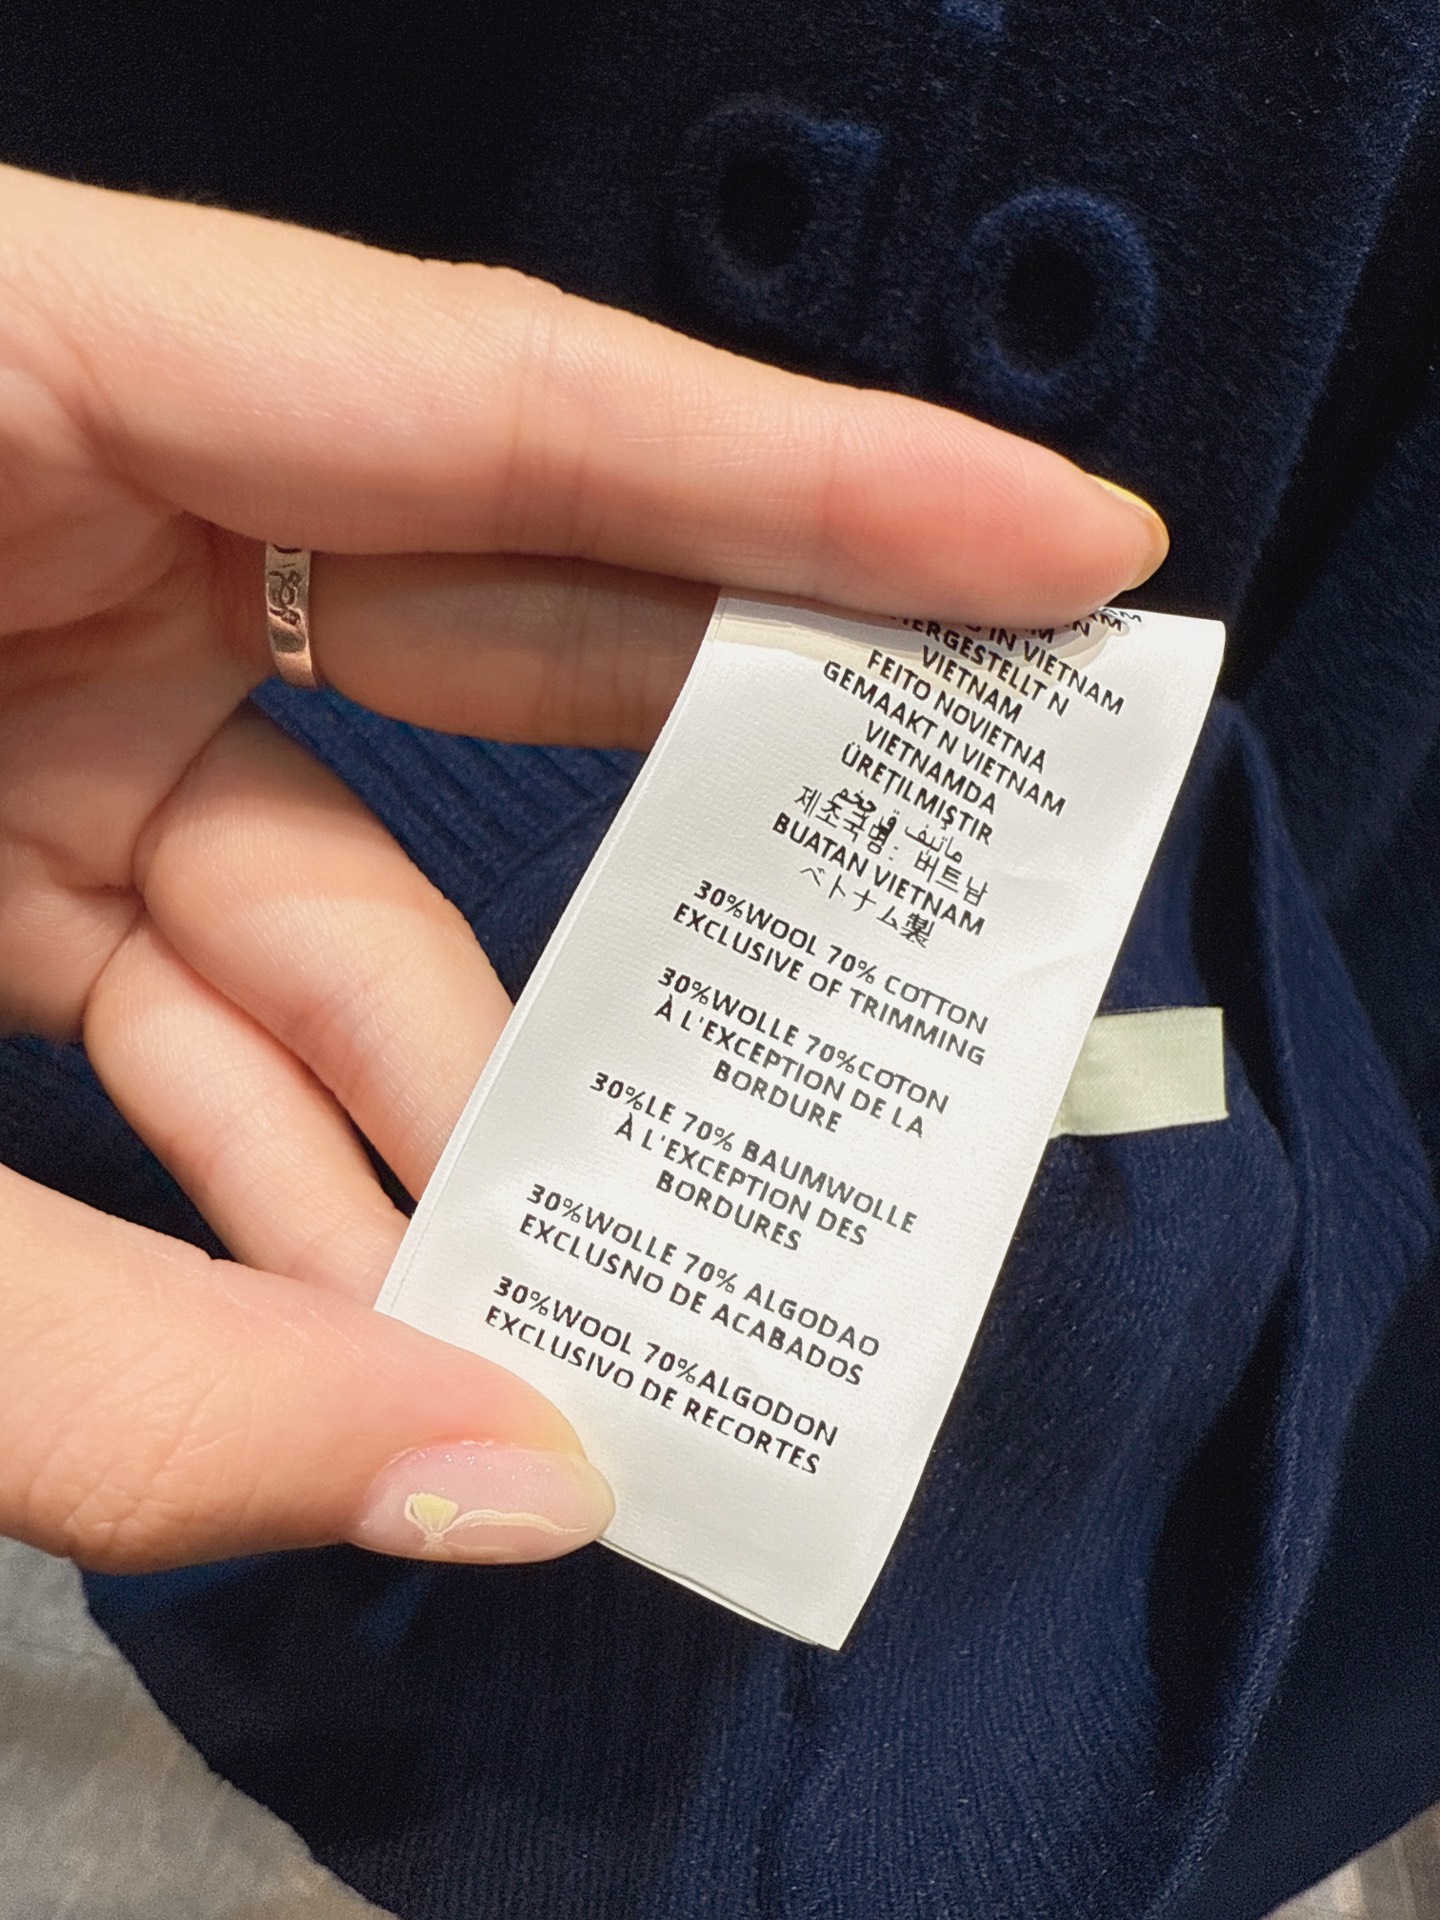 IN VIETNAM
HERGESTELLT N
VIETNAM
FEITO NOVIETNÃ
GEMAAKT N VIETNAM
VIETNAMDA
ÜRETILMIŞTIR
제조국명: 베트남
BUATAN VIETNAM
ベトナム製
30%WOOL 70% COTTON
EXCLUSIVE OF TRIMMING
30%WOLLE 70%COTON
À L'EXCEPTION DE LA
BORDURE
30%LE 70% BAUMWOLLE
À L'EXCEPTION DES
BORDURES
30%WOLLE 70% ALGODAO
EXCLUSNO DE ACABADOS
30%WOOL 70%ALGODON
EXCLUSIVO DE RECORTES